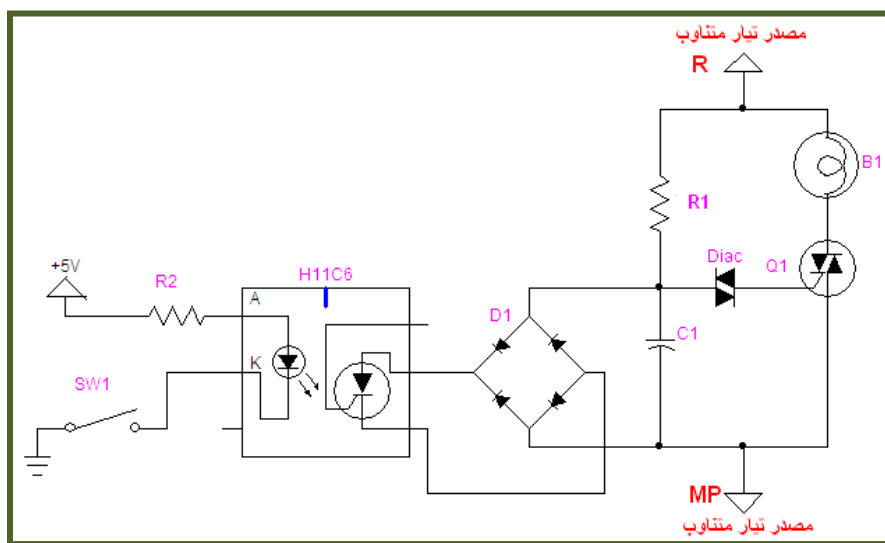 مصدر تيار متناوب
R
B1
R1
Diac
Q1
+5V
R2
H11C6
A
D1
C1
K
SW1
MP
مصدر تيار متناوب